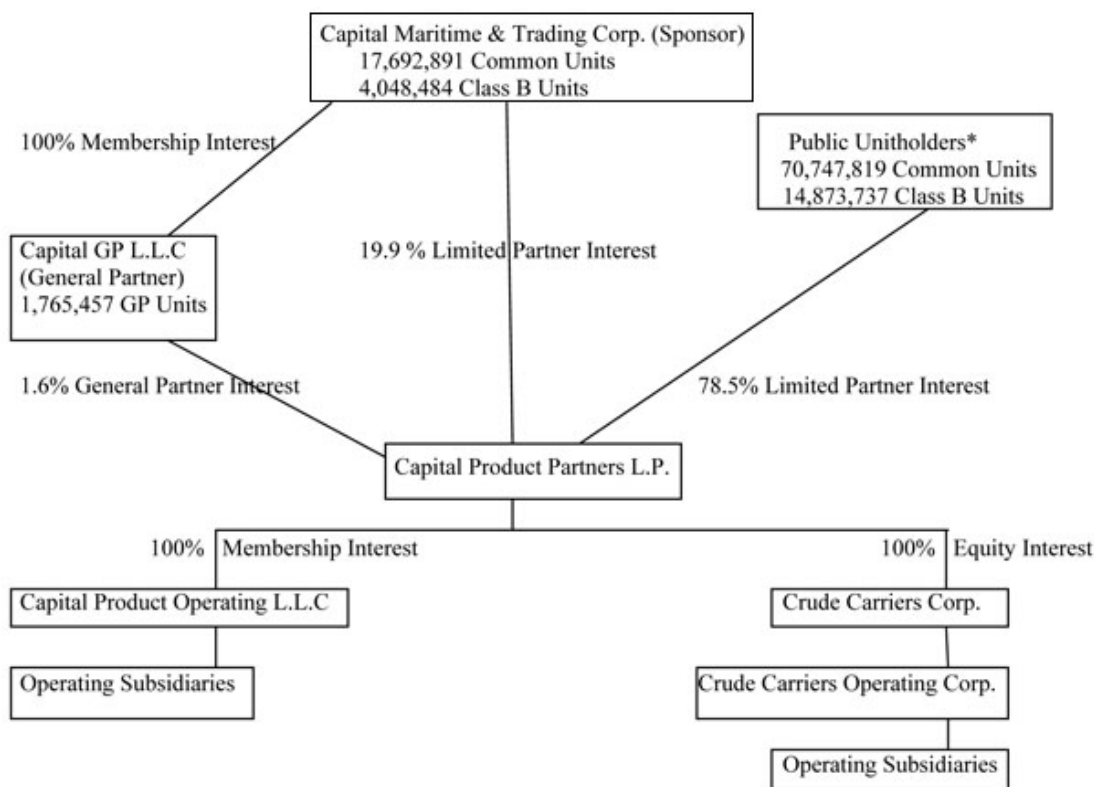 Capital Maritime & Trading Corp. (Sponsor)
17,692,891 Common Units
4,048,484 Class B Units
100% Membership Interest
Public Unitholders*
70,747,819 Common Units
14,873,737 Class B Units
Capital GP L.L.C
(General Partner)
1,765,457 GP Units
19.9 % Limited Partner Interest
1.6% General Partner Interest
78.5% Limited Partner Interest
Capital Product Partners L.P.
100% Membership Interest
100% Equity Interest
Capital Product Operating L.L.C
Crude Carriers Corp.
Operating Subsidiaries
Crude Carriers Operating Corp.
Operating Subsidiaries